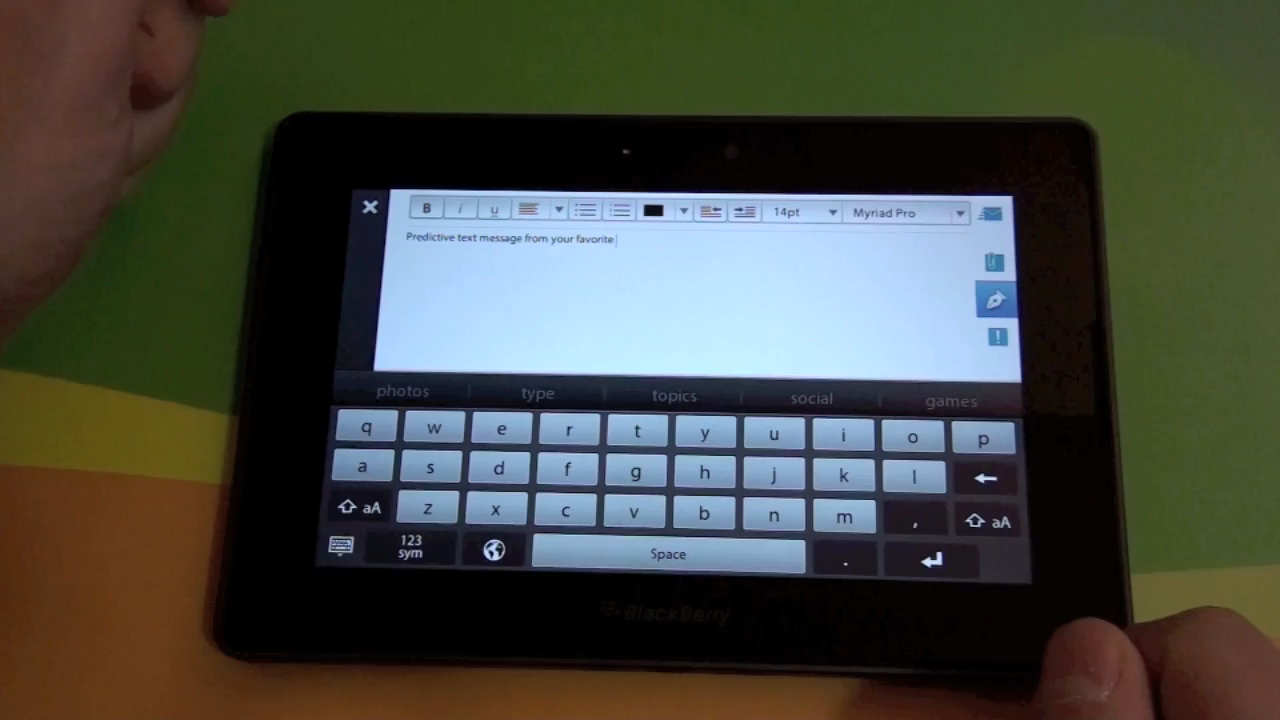 B i u 14pt Myriad Pro
Predictive text message from your favorite
photos type topics social games
q w e r t y u i o p
a s d f g h j k l
aA z x c v b n m , aA
123 sym Space .
BlackBerry